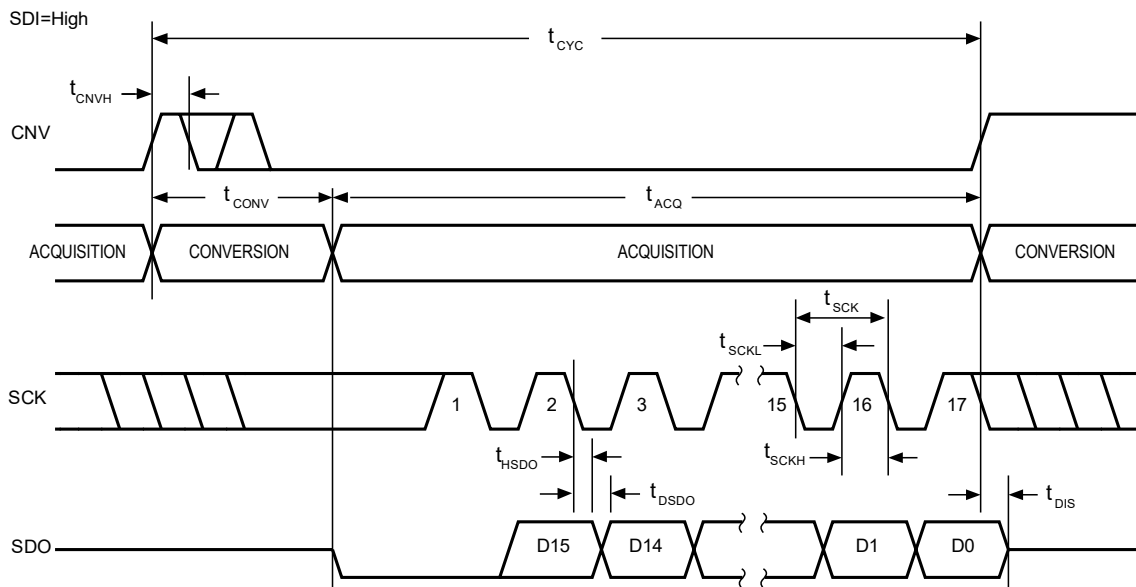 SDI=High
tCYC
tCNVH
CNV
tCONV
tACQ
ACQUISITION CONVERSION ACQUISITION CONVERSION
tSCK
tSCKL
SCK 1 2 3 15 16 17
tHSDO
tSCKH
tDSDO
tDIS
SDO D15 D14 D1 D0